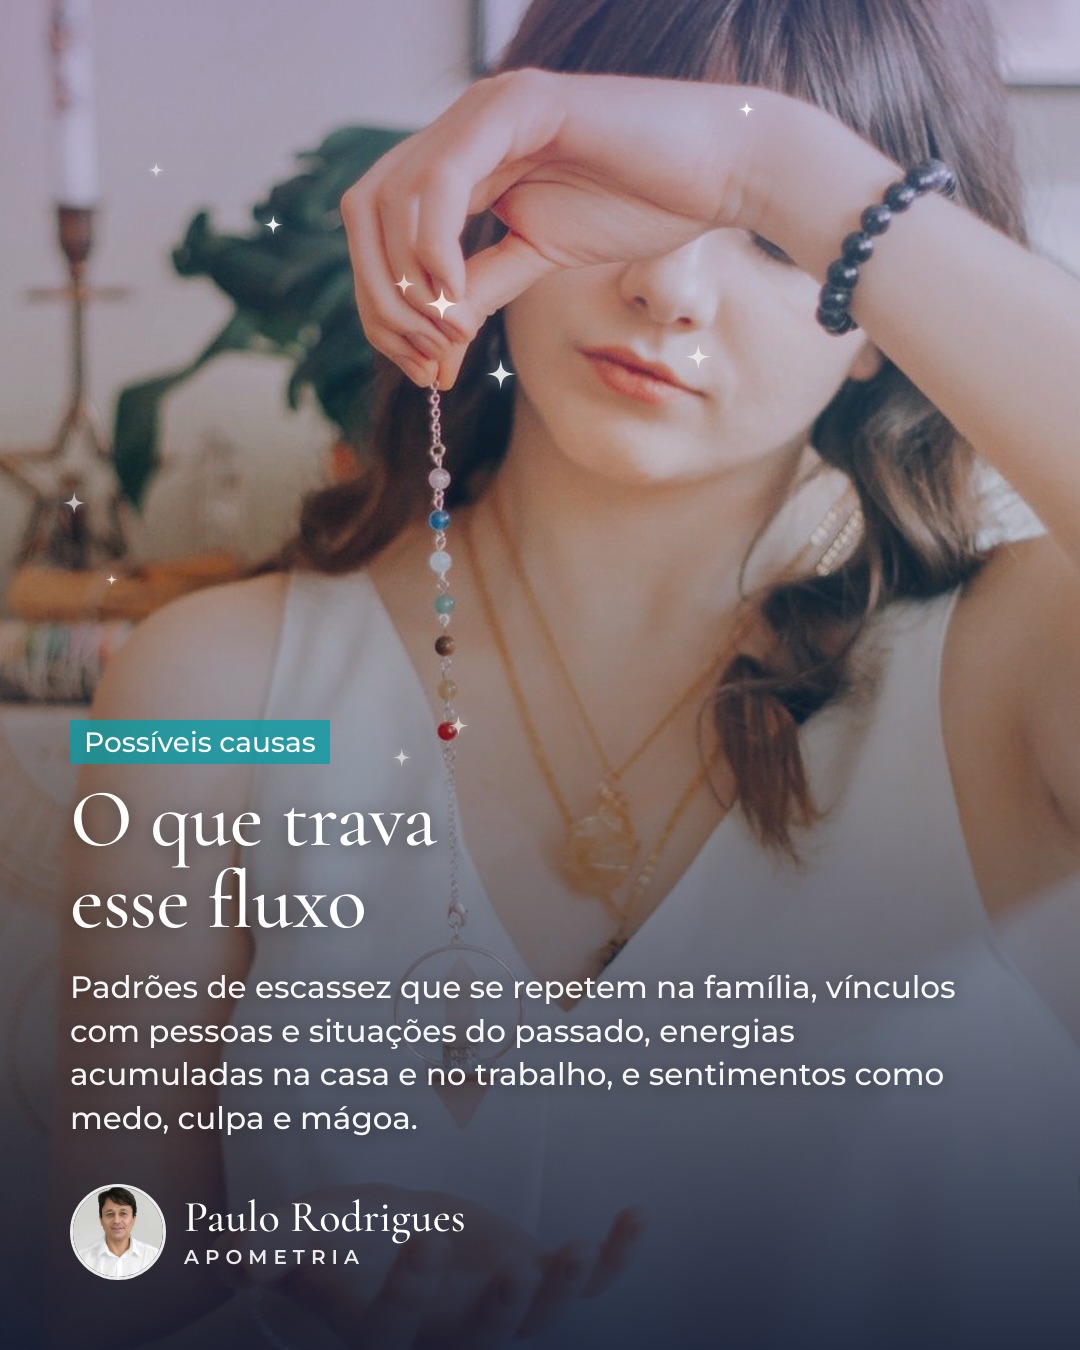 Possíveis causas
O que trava
esse fluxo
Padrões de escassez que se repetem na família, vínculos
com pessoas e situações do passado, energias
acumuladas na casa e no trabalho, e sentimentos como
medo, culpa e mágoa.
Paulo Rodrigues
APOMETRIA